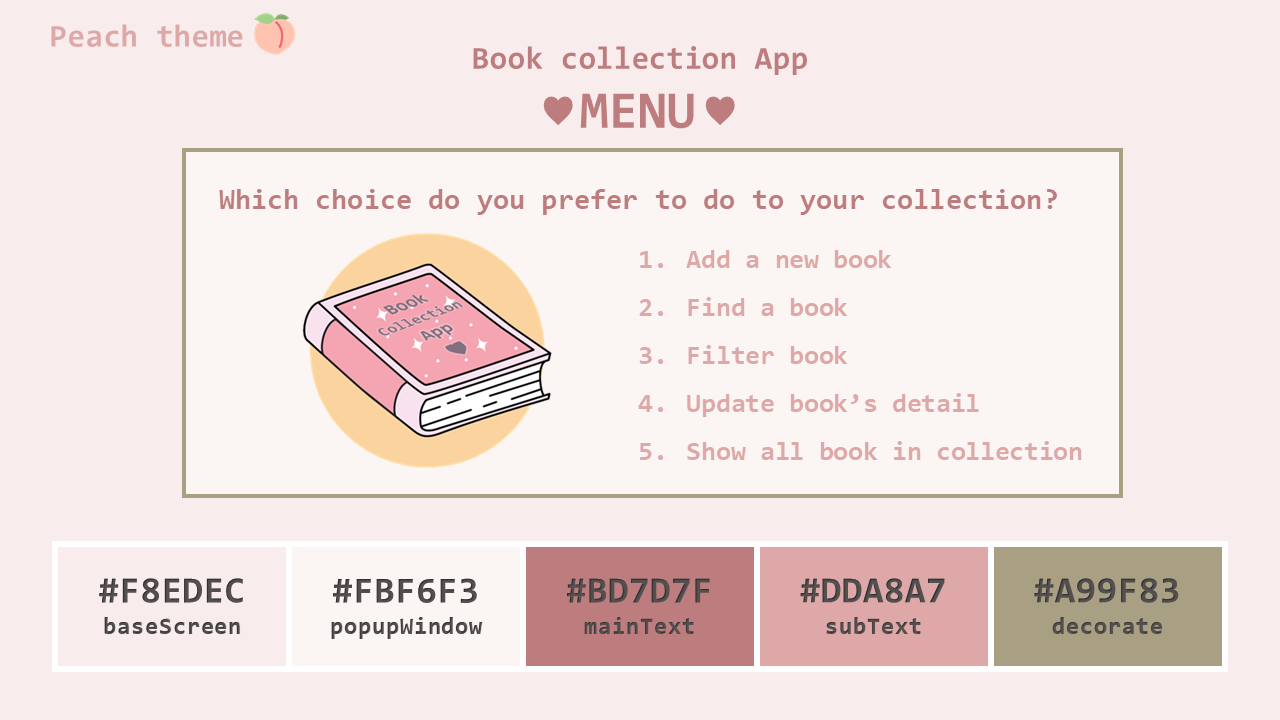 Peach theme
Book collection App
MENU
Which choice do you prefer to do to your collection?
Book
Collection
App
1. Add a new book
2. Find a book
3. Filter book
4. Update book’s detail
5. Show all book in collection
#F8EDEC
baseScreen
#FBF6F3
popupWindow
#BD7D7F
mainText
#DDA8A7
subText
#A99F83
decorate